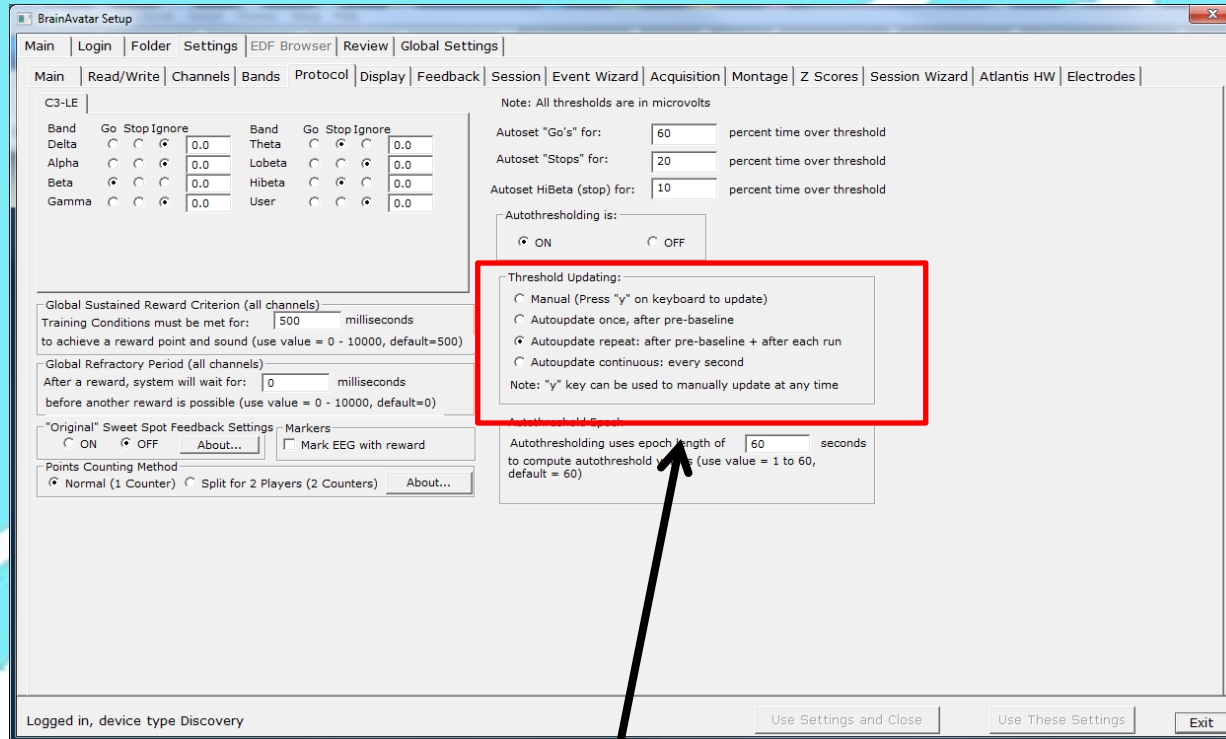 BrainAvatar Setup
Main Login Folder Settings EDF Browser Review Global Settings
Main Read/Write Channels Bands Protocol Display Feedback Session Event Wizard Acquisition Montage Z Scores Session Wizard Atlantis HW Electrodes
C3-LE
Band Go Stop Ignore Band Go Stop Ignore
Delta 0.0 Theta 0.0
Alpha 0.0 Lobeta 0.0
Beta 0.0 Hibeta 0.0
Gamma 0.0 User 0.0
Global Sustained Reward Criterion (all channels)
Training Conditions must be met for: 500 milliseconds
to achieve a reward point and sound (use value = 0 - 10000, default=500)
Global Refractory Period (all channels)
After a reward, system will wait for: 0 milliseconds
before another reward is possible (use value = 0 - 10000, default=0)
"Original" Sweet Spot Feedback Settings Markers
ON OFF About... Mark EEG with reward
Points Counting Method
Normal (1 Counter) Split for 2 Players (2 Counters) About...
Note: All thresholds are in microvolts
Autoset "Go's" for: 60 percent time over threshold
Autoset "Stops" for: 20 percent time over threshold
Autoset HiBeta (stop) for: 10 percent time over threshold
Autothresholding is:
ON OFF
Threshold Updating:
Manual (Press "y" on keyboard to update)
Autoupdate once, after pre-baseline
Autoupdate repeat: after pre-baseline + after each run
Autoupdate continuous: every second
Note: "y" key can be used to manually update at any time
Autothreshold Epoch
Autothresholding uses epoch length of 60 seconds
to compute autothreshold (use value = 1 to 60,
default = 60)
Logged in, device type Discovery
Use Settings and Close Use These Settings Exit